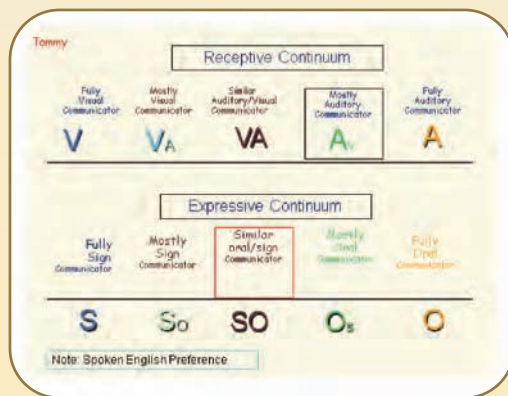 Tommy
Receptive Continuum
Fully Visual Communicator
Mostly Visual Communicator
Similar Auditory/Visual Communicator
Mostly Auditory Communicator
Fully Auditory Communicator
V
VA
VA
Av
A
Expressive Continuum
Fully Sign Communicator
Mostly Sign Communicator
Similar oral/sign Communicator
Mostly Oral Communicator
Fully Oral Communicator
S
So
SO
Os
O
Note: Spoken English Preference